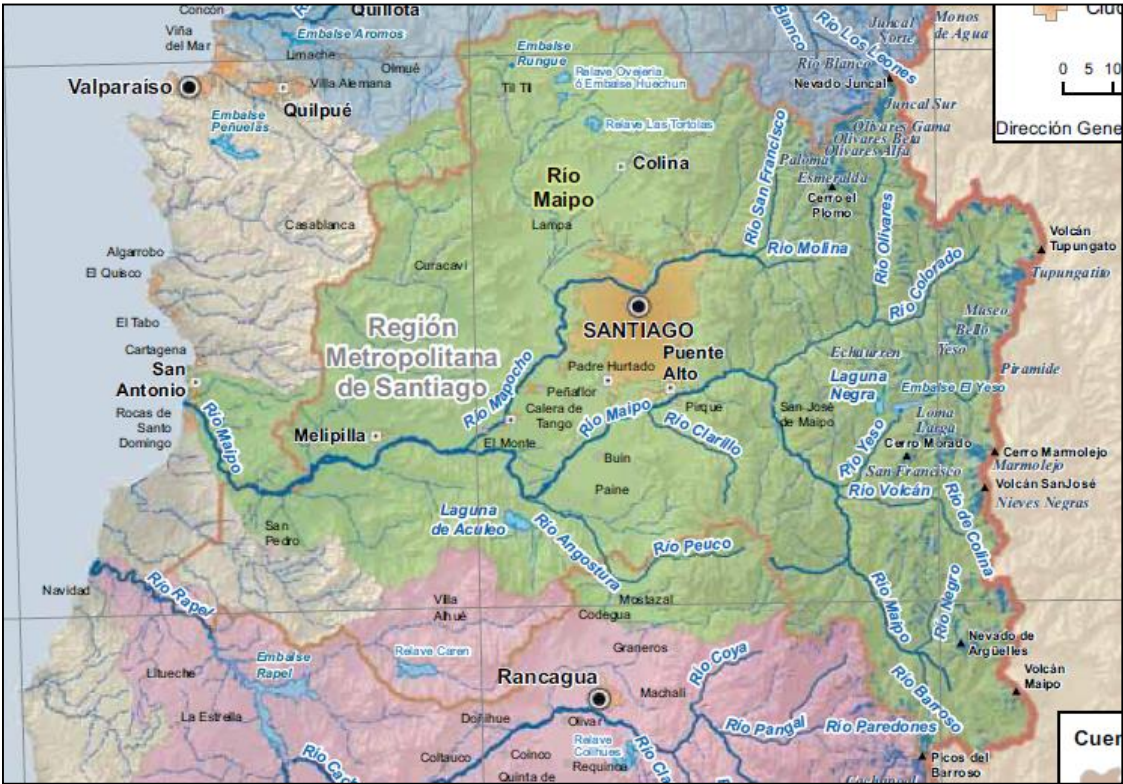 Concón
Quillota
Viña
del Mar
Embalse Aromos
Limache
Olmué
Valparaíso
Villa Alemana
Quilpué
Embalse
Peñuelas
Embalse
Rungue
Til Til
Relave Ovejería
ó Embalse Huechun
Relave Las Tortolas
Colina
Río
Maipo
Lampa
Blanco
Río Los Leones
Juncal
Norte
Monos
de Agua
Río Blanco
Nevado Juncal
Juncal Sur
Olivares Gama
Olivares Beta
Olivares Alfa
Paloma
Esmeralda
Cerro el
Plomo
0 5 10
Dirección Gene
Río San Francisco
Río Molina
Río Olivares
Río Colorado
Volcán
Tupungato
Tupungatito
Casablanca
Algarrobo
El Quisco
Curacaví
El Tabo
Cartagena
San
Antonio
Rocas de
Santo
Domingo
Región
Metropolitana
de Santiago
SANTIAGO
Puente
Alto
Padre Hurtado
Peñaflor
Calera de
Tango
Río Mapocho
Río Maipo
Pirque
Río Clarillo
San José
de Maipo
Museo
Bello
Yeso
Echaurren
Piramide
Laguna
Negra
Embalse El Yeso
Loma
Larga
Río Yeso
Cerro Morado
Cerro Marmolejo
San Francisco
Marmolejo
Volcán SanJosé
Río Volcán
Nieves Negras
Río de Colina
Río Maipo
Melipilla
El Monte
Buin
Paine
San
Pedro
Laguna
de Aculeo
Río Angostura
Río Peuco
Mostazal
Codegua
Navidad
Río Rapel
Villa
Alhué
Río Maipo
Río Negro
Nevado de
Argüelles
Volcán
Maipo
Río Barroso
Litueche
Embalse
Rapel
Relave Caren
Graneros
Río Coya
Rancagua
Machalí
La Estrella
Doñihue
Olivar
Río Pangal
Río Paredones
Coltauco
Coinco
Relave
Colihues
Requinoa
Quinta de
Picos del
Barroso
Cachapoal
Cuer